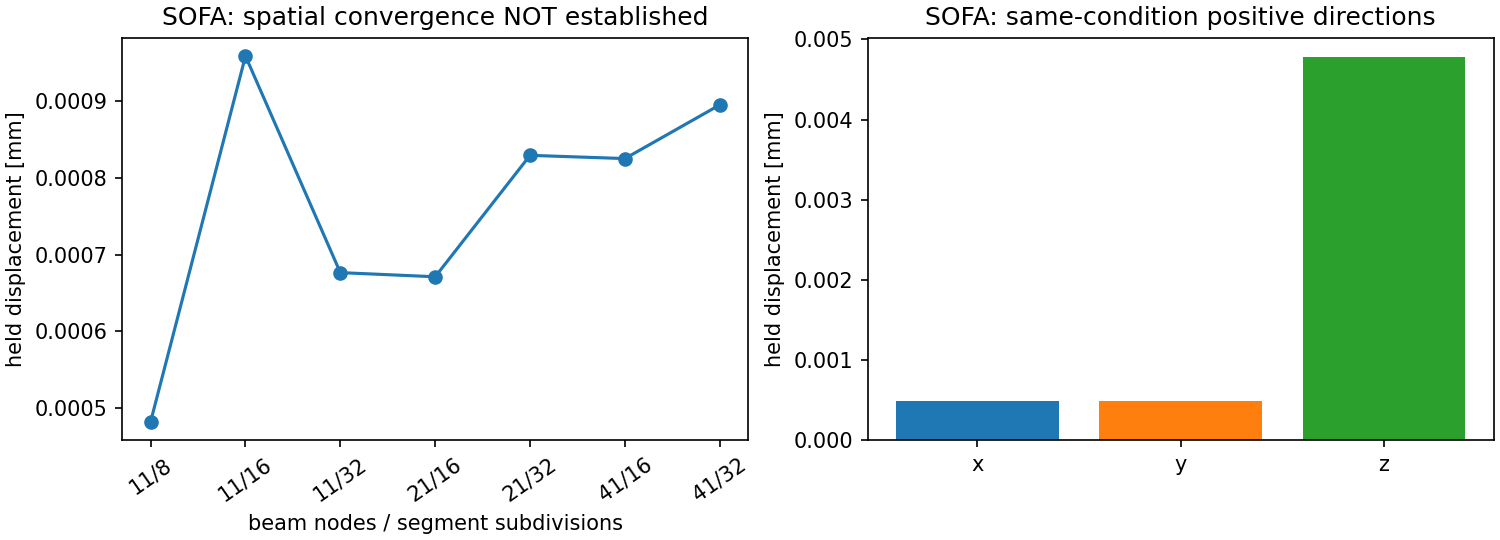 SOFA: spatial convergence NOT established
held displacement [mm]
0.0009
0.0008
0.0007
0.0006
0.0005
11/8
11/16
11/32
21/16
21/32
41/16
41/32
beam nodes / segment subdivisions
SOFA: same-condition positive directions
held displacement [mm]
0.005
0.004
0.003
0.002
0.001
0.000
x
y
z